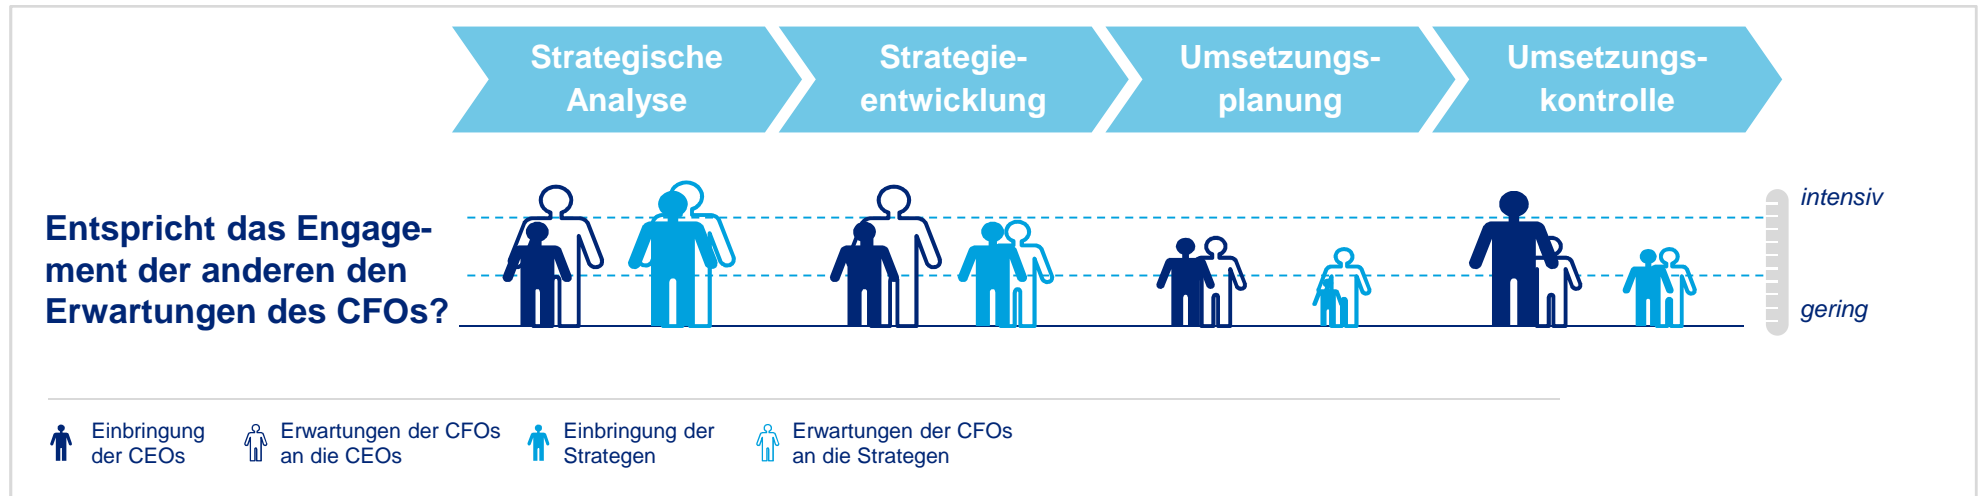 Strategische
Analyse
Strategie-
entwicklung
Umsetzungs-
planung
Umsetzungs-
kontrolle
Entspricht das Engage-
ment der anderen den
Erwartungen des CFOs?
intensiv
gering
Einbringung
der CEOs
Erwartungen der CFOs
an die CEOs
Einbringung der
Strategen
Erwartungen der CFOs
an die Strategen